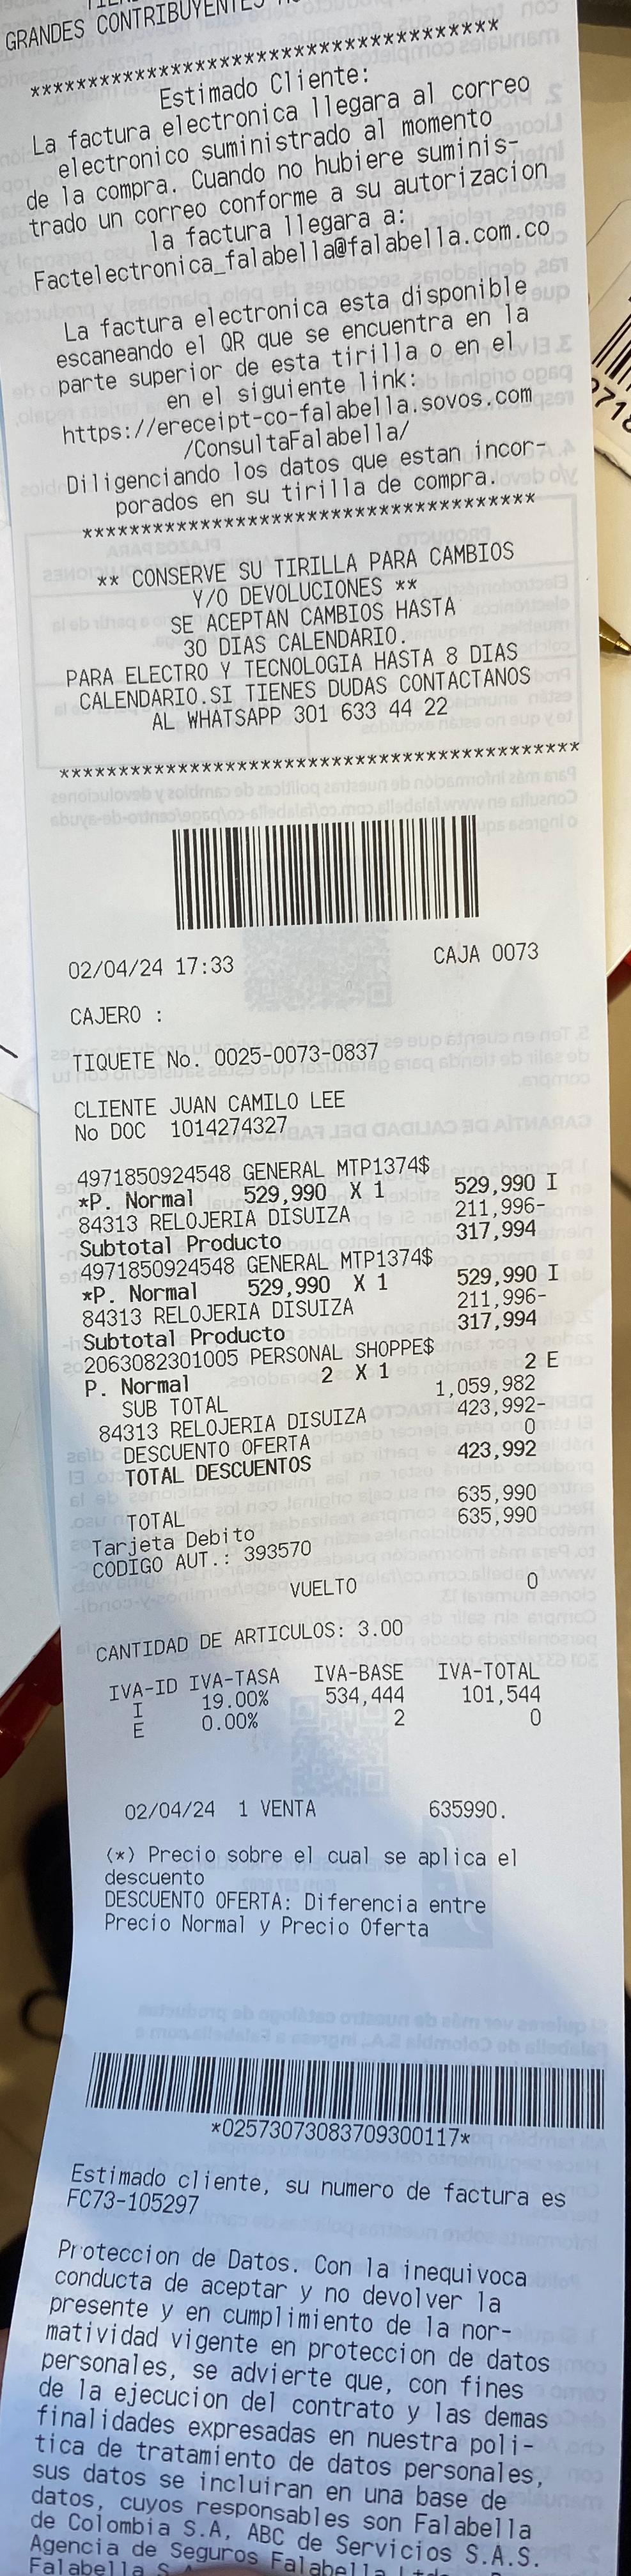 GRANDES CONTRIBUYENTES
****************************************
Estimado Cliente:
La factura electronica llegara al correo
electronico suministrado al momento
de la compra. Cuando no hubiere suminis-
trado un correo conforme a su autorizacion
la factura llegara a:
Factelectronica_falabella@falabella.com.co
La factura electronica esta disponible
escaneando el QR que se encuentra en la
parte superior de esta tirilla o en el
en el siguiente link:
https://ereceipt-co-falabella.sovos.com
/ConsultaFalabella/
Diligenciando los datos que estan incor-
porados en su tirilla de compra.
****************************************
** CONSERVE SU TIRILLA PARA CAMBIOS
Y/O DEVOLUCIONES **
SE ACEPTAN CAMBIOS HASTA
30 DIAS CALENDARIO.
PARA ELECTRO Y TECNOLOGIA HASTA 8 DIAS
CALENDARIO.SI TIENES DUDAS CONTACTANOS
AL WHATSAPP 301 633 44 22
********************************************
02/04/24 17:33 CAJA 0073
CAJERO :
TIQUETE No. 0025-0073-0837
CLIENTE JUAN CAMILO LEE
No DOC 1014274327
4971850924548 GENERAL MTP1374$
*P. Normal 529,990 X 1 529,990 I
84313 RELOJERIA DISUIZA 211,996-
Subtotal Producto 317,994
4971850924548 GENERAL MTP1374$
*P. Normal 529,990 X 1 529,990 I
84313 RELOJERIA DISUIZA 211,996-
Subtotal Producto 317,994
2063082301005 PERSONAL SHOPPE$
P. Normal 2 X 1 2 E
SUB TOTAL 1,059,982
84313 RELOJERIA DISUIZA 423,992-
DESCUENTO OFERTA 0
TOTAL DESCUENTOS 423,992
TOTAL 635,990
Tarjeta Debito 635,990
CODIGO AUT.: 393570
VUELTO 0
CANTIDAD DE ARTICULOS: 3.00
IVA-ID IVA-TASA IVA-BASE IVA-TOTAL
I 19.00% 534,444 101,544
E 0.00% 2 0
02/04/24 1 VENTA 635990.
(*) Precio sobre el cual se aplica el
descuento
DESCUENTO OFERTA: Diferencia entre
Precio Normal y Precio Oferta
*02573073083709300117*
Estimado cliente, su numero de factura es
FC73-105297
Proteccion de Datos. Con la inequivoca
conducta de aceptar y no devolver la
presente y en cumplimiento de la nor-
matividad vigente en proteccion de datos
personales, se advierte que, con fines
de la ejecucion del contrato y las demas
finalidades expresadas en nuestra poli-
tica de tratamiento de datos personales,
sus datos se incluiran en una base de
datos, cuyos responsables son Falabella
de Colombia S.A, ABC de Servicios S.A.S.
Agencia de Seguros Falabella
Falabella